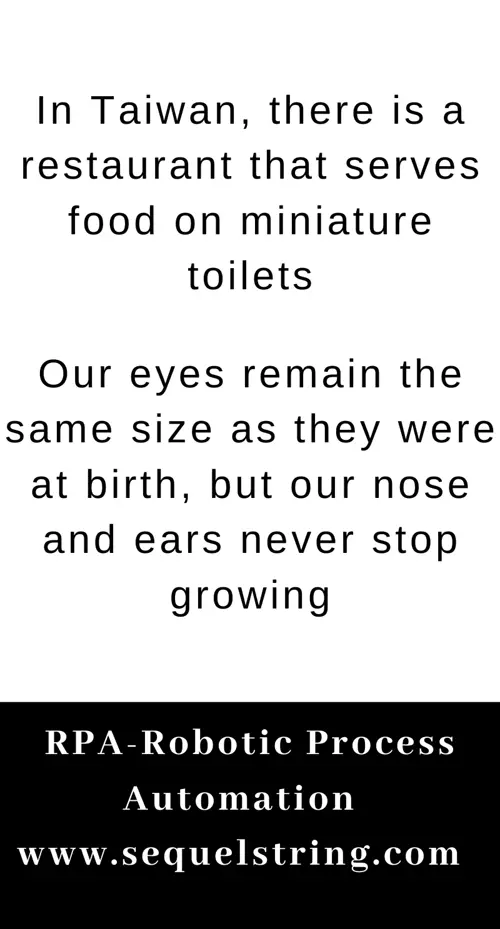 In Taiwan, there is a
restaurant that serves
food on miniature
toilets
Our eyes remain the
same size as they were
at birth, but our nose
and ears never stop
growing
RPA-Robotic Process
Automation
www.sequelstring.com